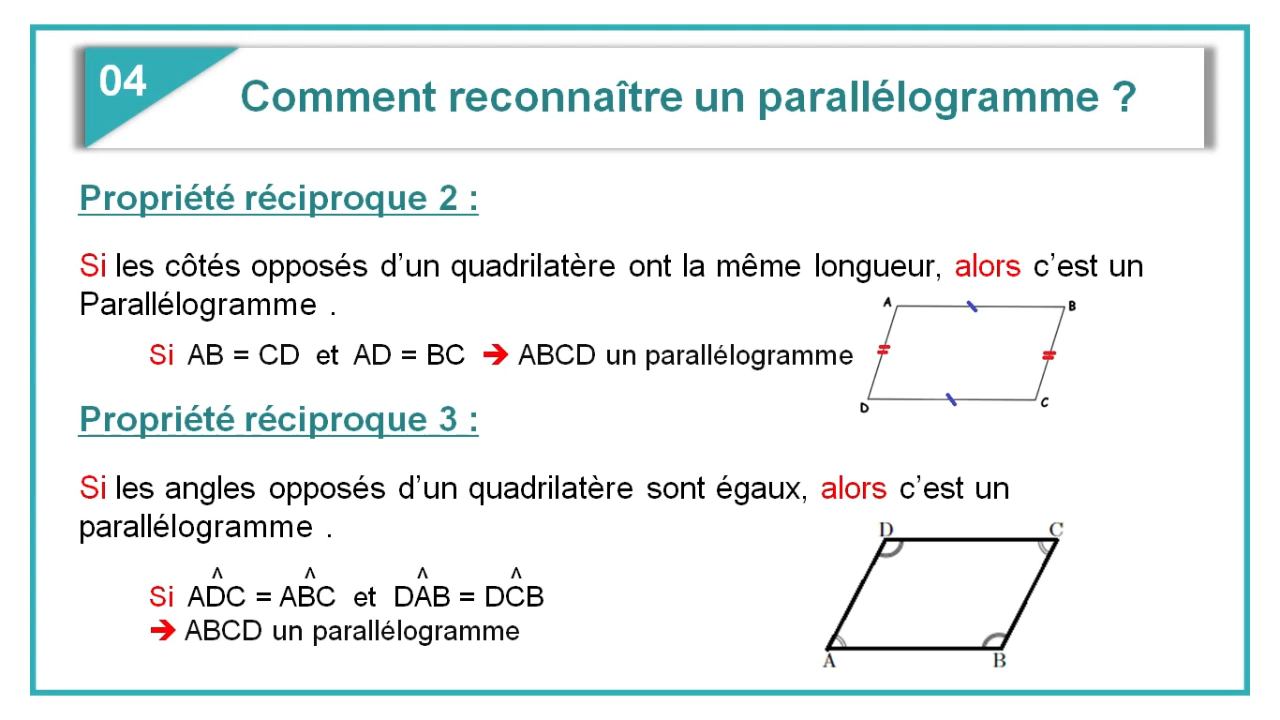 04
Comment reconnaître un parallélogramme ?
Propriété réciproque 2 :
Si les côtés opposés d’un quadrilatère ont la même longueur, alors c’est un
Parallélogramme .
A
B
Si AB = CD et AD = BC ➔ ABCD un parallélogramme
D
C
Propriété réciproque 3 :
Si les angles opposés d’un quadrilatère sont égaux, alors c’est un
parallélogramme .
D
C
^ ^ ^ ^
Si ADC = ABC et DAB = DCB
➔ ABCD un parallélogramme
A
B